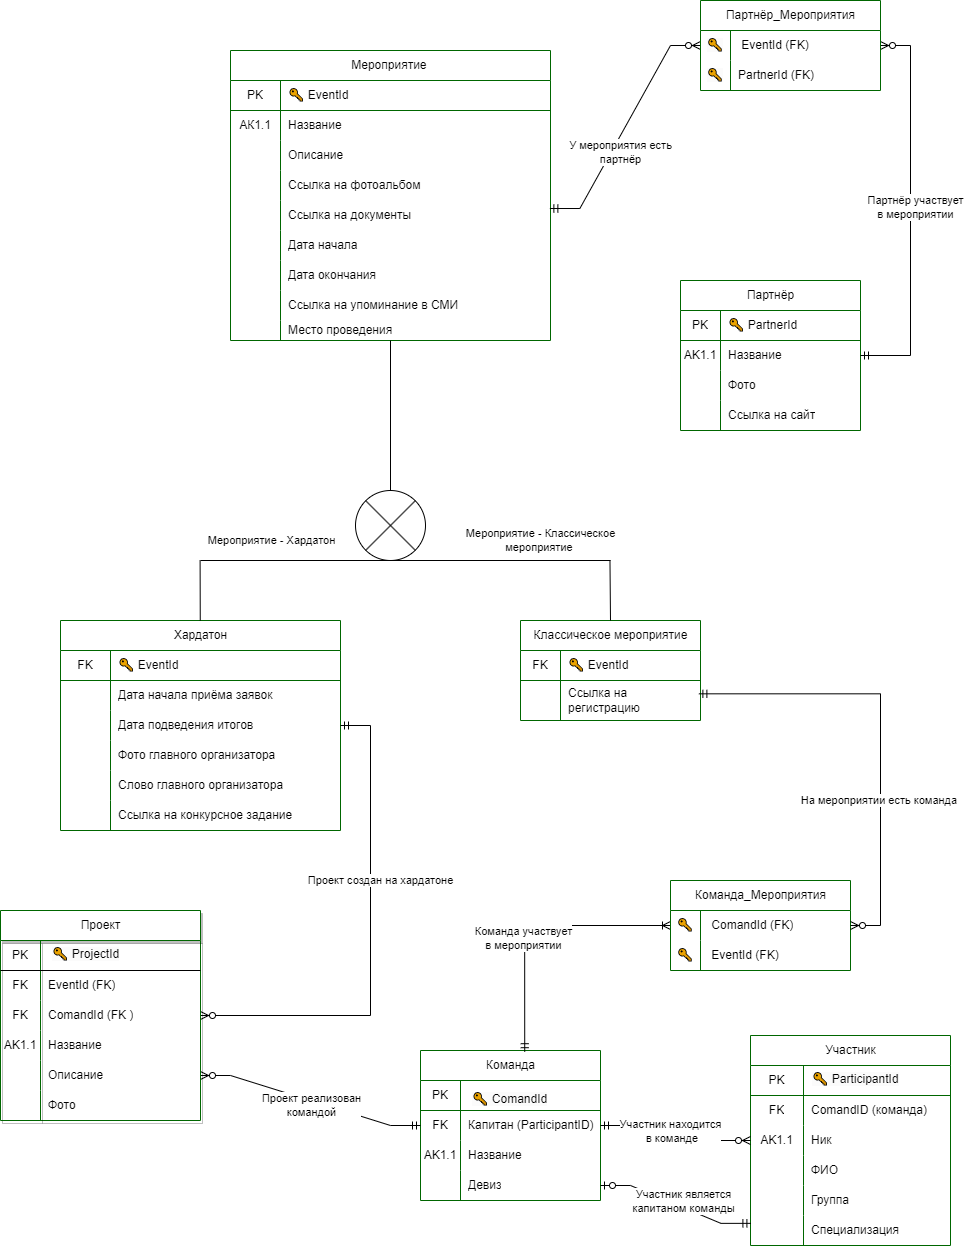 Партнёр_Мероприятия
EventId (FK)
PartnerId (FK)
Мероприятие
PK EventId
АК1.1 Название
Описание
Ссылка на фотоальбом
Ссылка на документы
Дата начала
Дата окончания
Ссылка на упоминание в СМИ
Место проведения
У мероприятия есть
партнёр
Партнёр участвует
в мероприятии
Партнёр
PK PartnerId
AK1.1 Название
Фото
Ссылка на сайт
Мероприятие - Хардатон
Мероприятие - Классическое
мероприятие
Хардатон
FK EventId
Дата начала приёма заявок
Дата подведения итогов
Фото главного организатора
Слово главного организатора
Ссылка на конкурсное задание
Классическое мероприятие
FK EventId
Ссылка на
регистрацию
На мероприятии есть команда
Проект создан на хардатоне
Команда_Мероприятия
ComandId (FK)
EventId (FK)
Команда участвует
в мероприятии
Проект
PK ProjectId
FK EventId (FK)
FK ComandId (FK )
AK1.1 Название
Описание
Фото
Проект реализован
командой
Команда
PK ComandId
FK Капитан (ParticipantID)
AK1.1 Название
Девиз
Участник находится
в команде
Участник является
капитаном команды
Участник
PK ParticipantId
FK ComandID (команда)
AK1.1 Ник
ФИО
Группа
Специализация